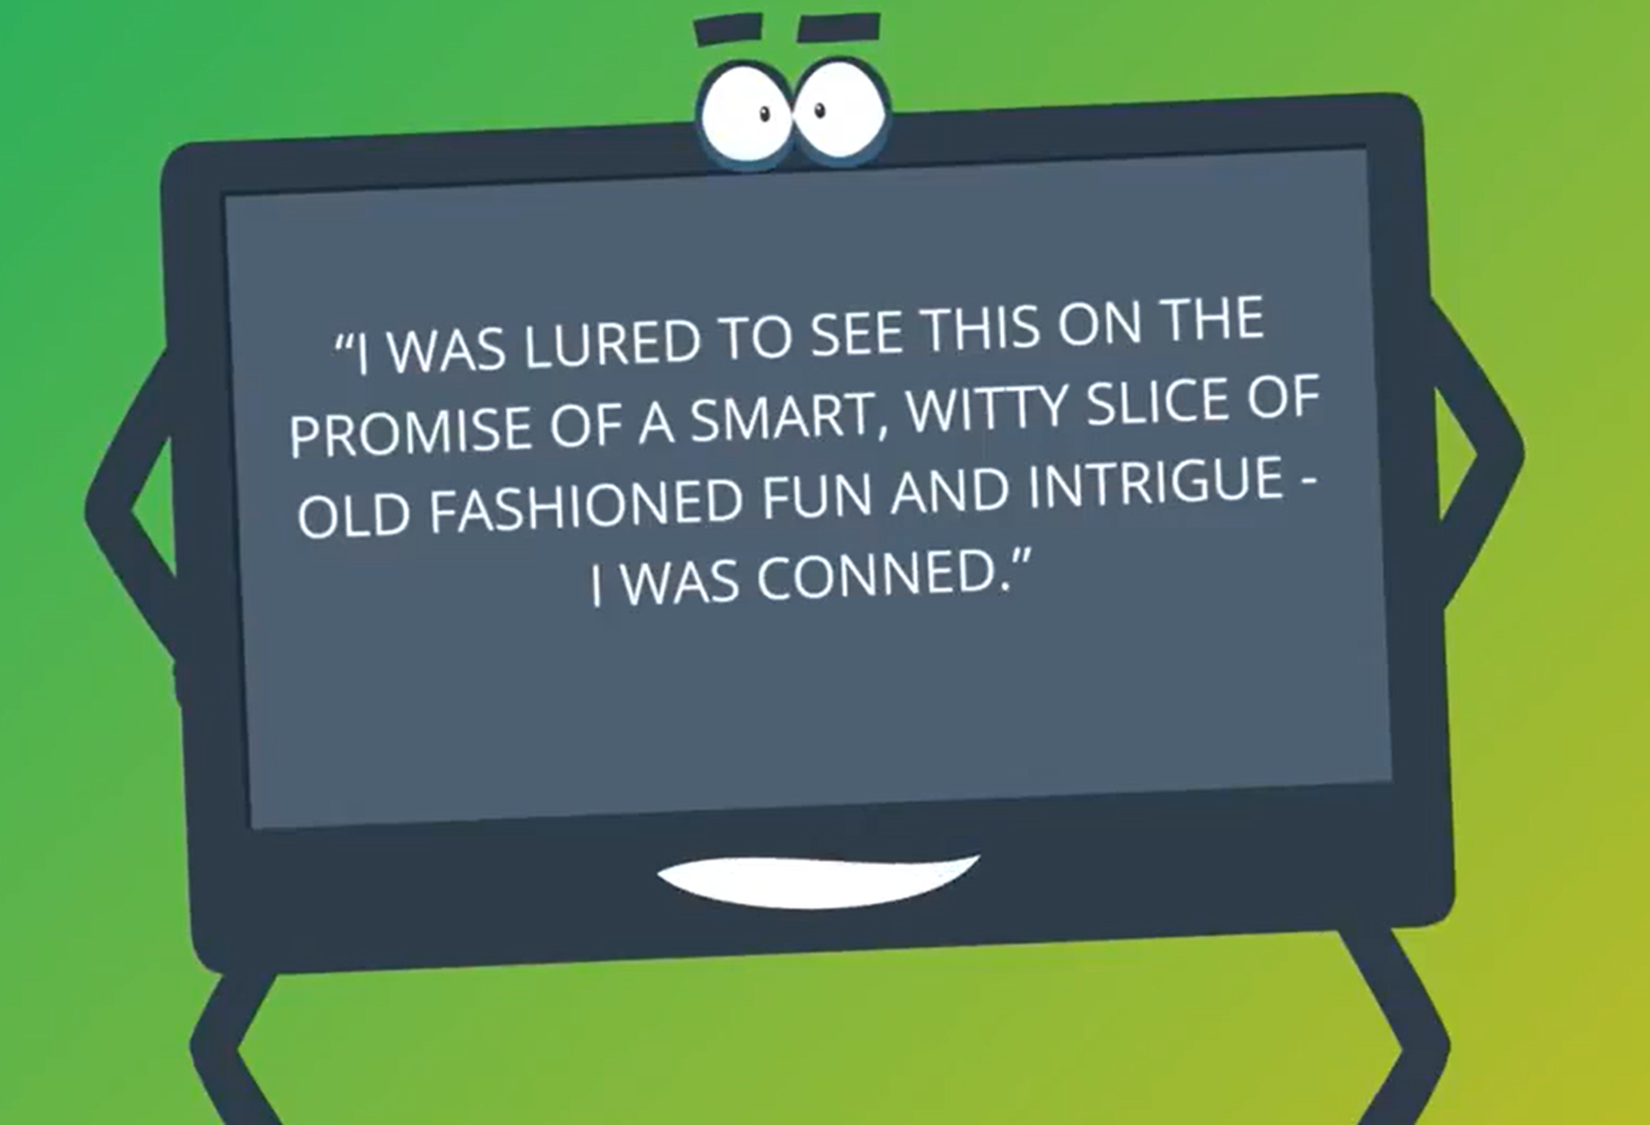 “I WAS LURED TO SEE THIS ON THE
PROMISE OF A SMART, WITTY SLICE OF
OLD FASHIONED FUN AND INTRIGUE -
I WAS CONNED.”